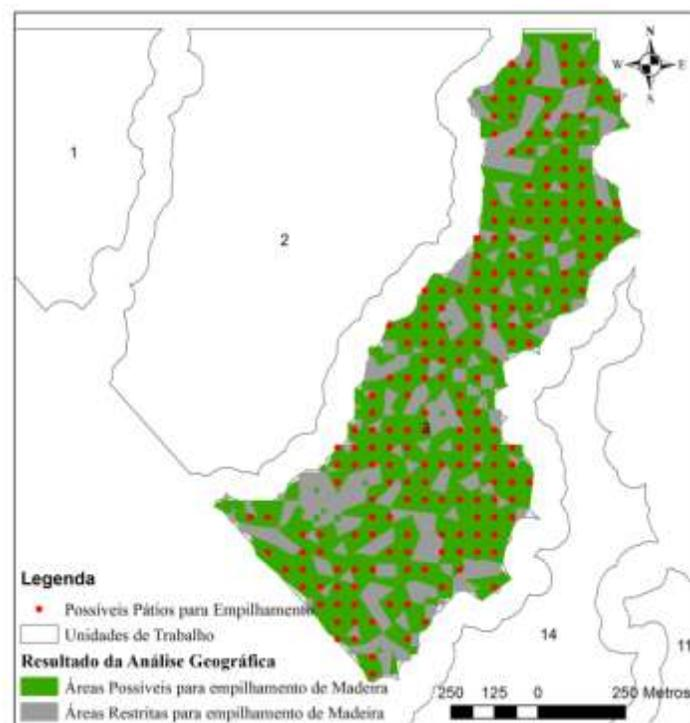 N
W E
S
1
2
3
Legenda
Possíveis Pátios para Empilhamento
Unidades de Trabalho
Resultado da Análise Geográfica
Áreas Possíveis para empilhamento de Madeira
Áreas Restritas para empilhamento de Madeira
14
11
250 125 0 250 Metros